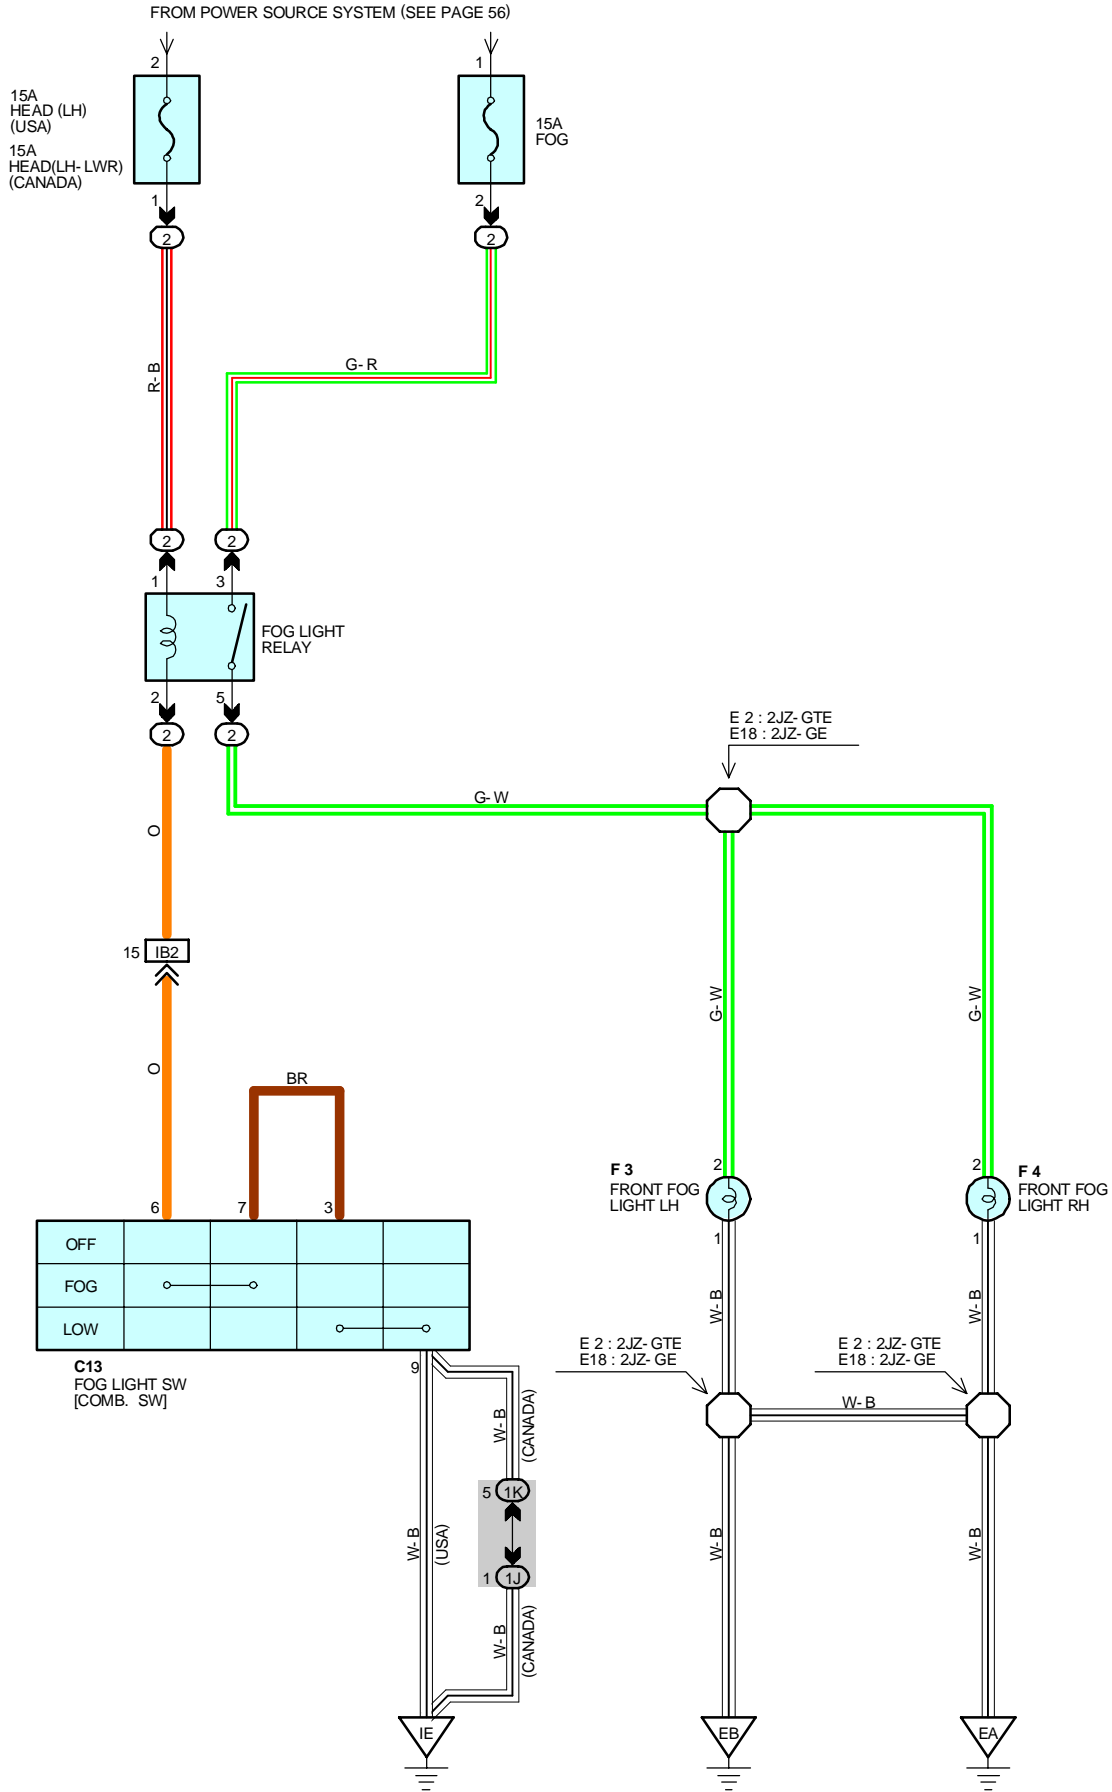 FROM POWER SOURCE SYSTEM (SEE PAGE 56)
2
1
15A
HEAD (LH)
(USA)
15A
HEAD(LH-LWR)
(CANADA)
15A
FOG
1
2
2
2
R-B
G-R
2
2
1
3
FOG LIGHT
RELAY
2
5
2
2
E 2 : 2JZ-GTE
E18 : 2JZ-GE
G-W
O
15
IB2
G-W
G-W
O
BR
6
7
3
F 3
FRONT FOG
LIGHT LH
2
2
F 4
FRONT FOG
LIGHT RH
1
1
OFF
FOG
LOW
C13
FOG LIGHT SW
[COMB. SW]
9
W-B
W-B
E 2 : 2JZ-GTE
E18 : 2JZ-GE
E 2 : 2JZ-GTE
E18 : 2JZ-GE
W-B
W-B
(CANADA)
5
1K
W-B
(USA)
1
1J
W-B
(CANADA)
W-B
W-B
IE
EB
EA